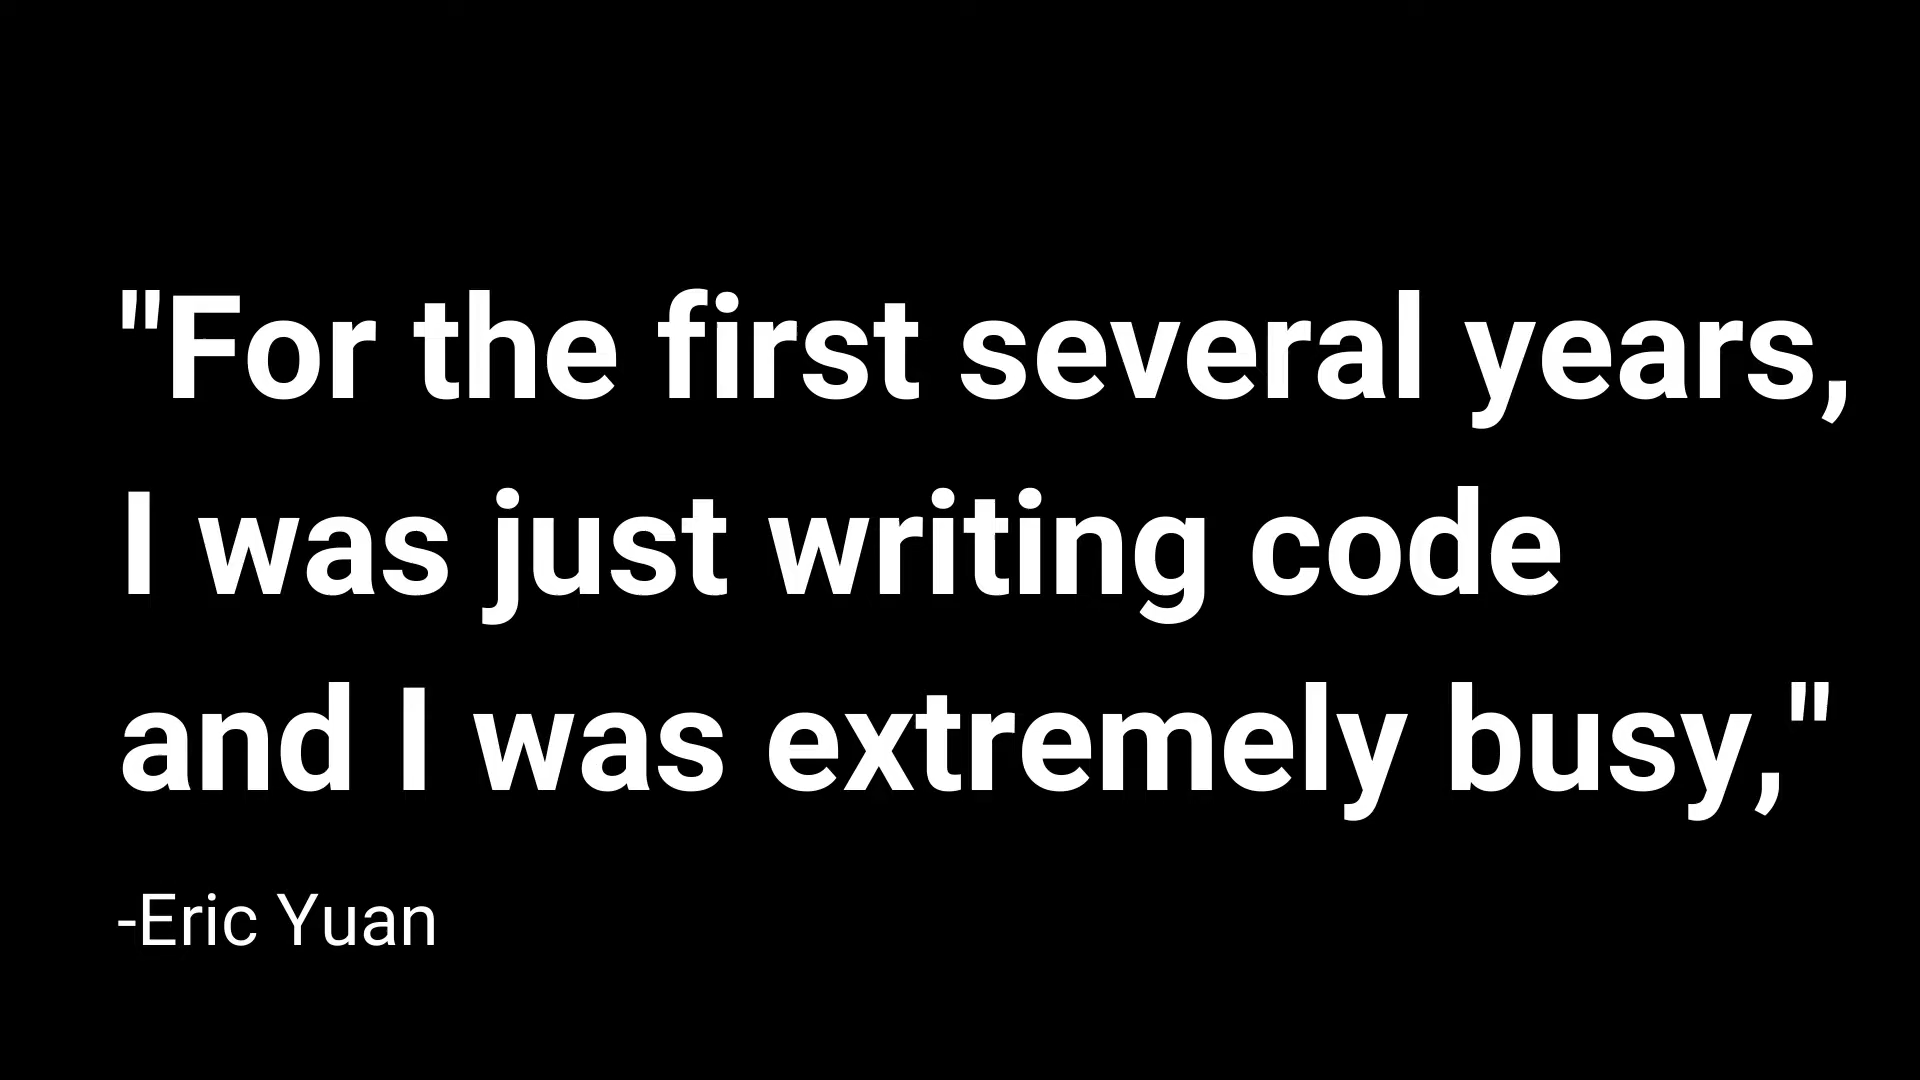 "For the first several years,
I was just writing code
and I was extremely busy,"
-Eric Yuan